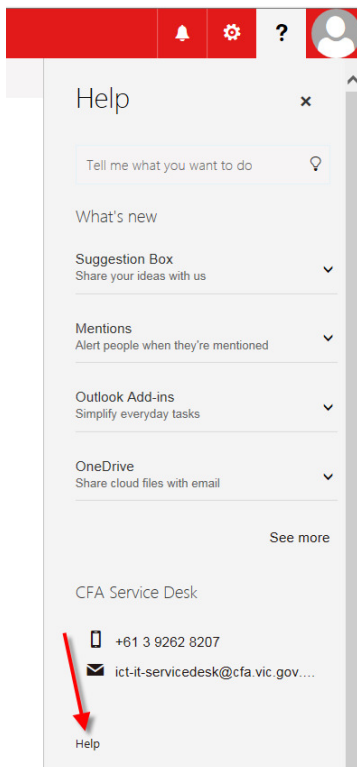 ?
Help
×
Tell me what you want to do
What's new
Suggestion Box
Share your ideas with us
Mentions
Alert people when they're mentioned
Outlook Add-ins
Simplify everyday tasks
OneDrive
Share cloud files with email
See more
CFA Service Desk
+61 3 9262 8207
ict-it-servicedesk@cfa.vic.gov....
Help